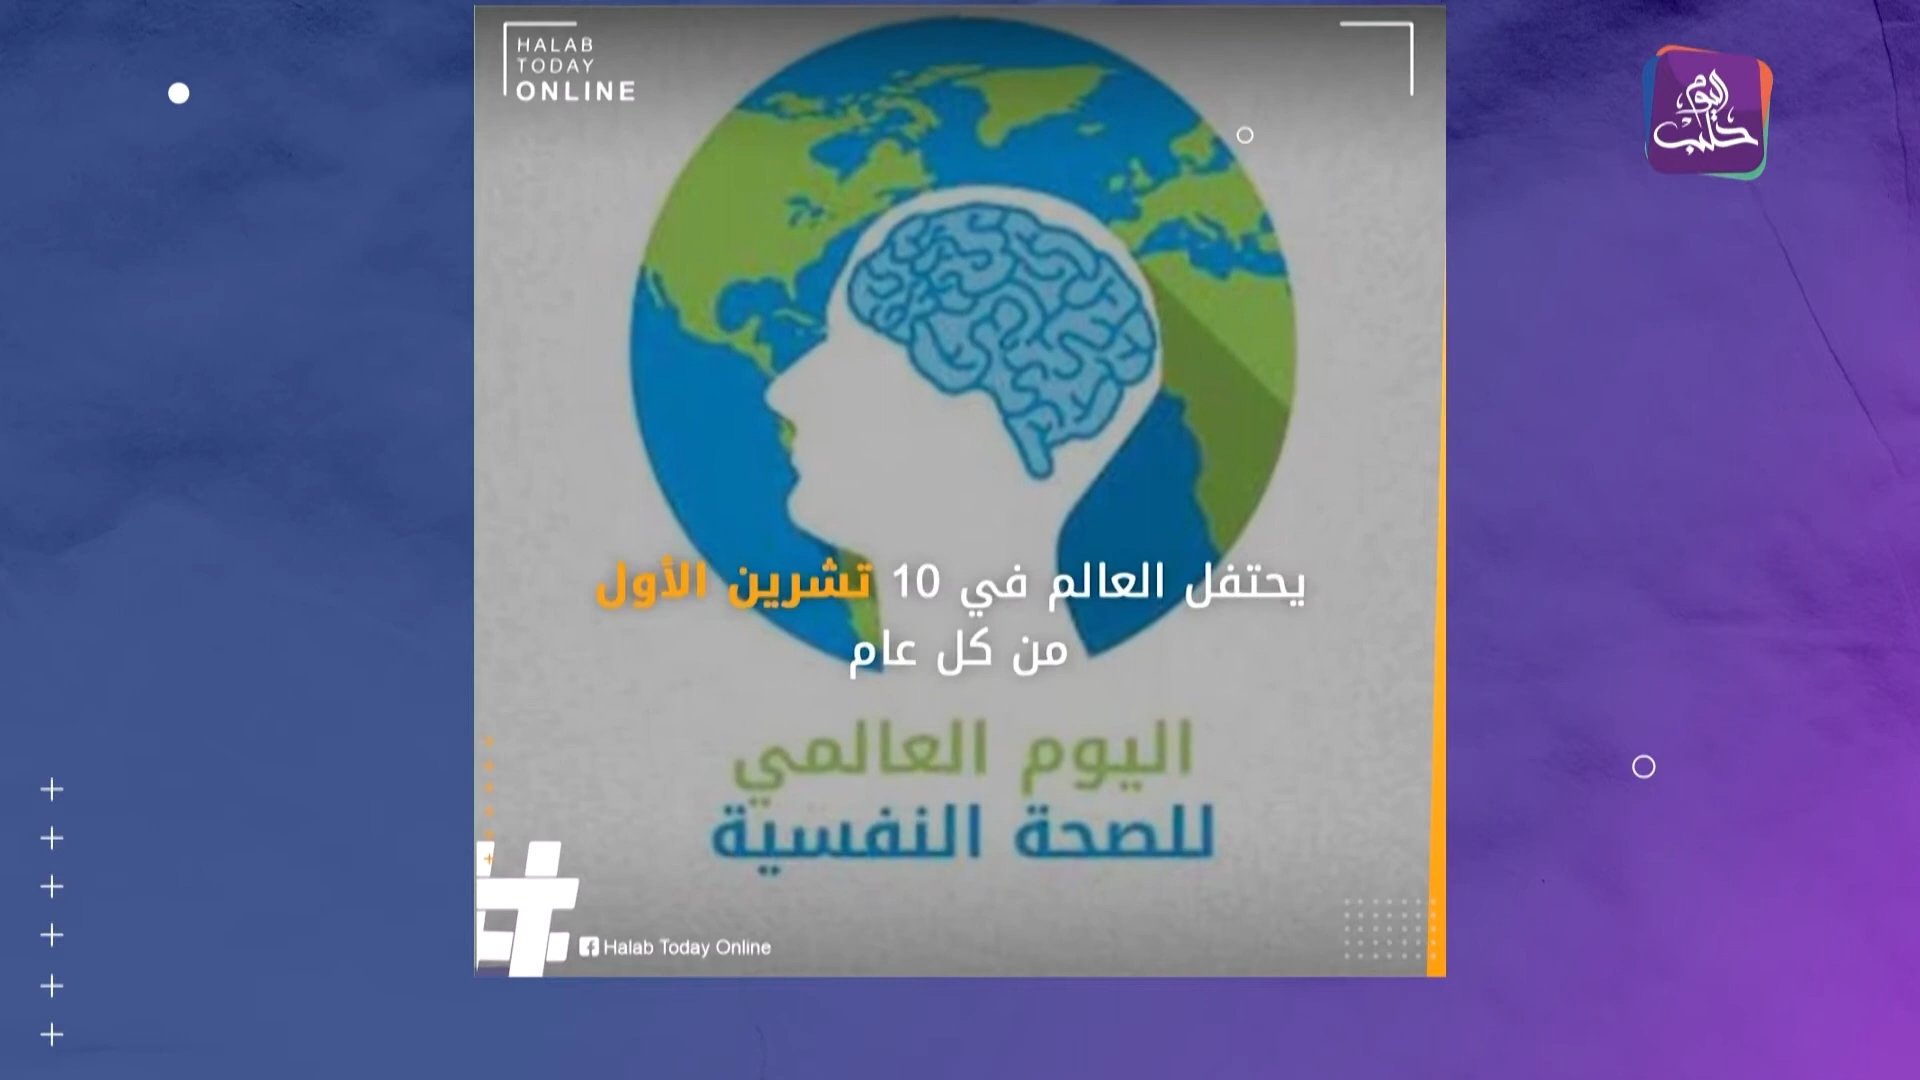 HALAB
TODAY
ONLINE
حلب اليوم
يحتفل العالم في 10 تشرين الأول
من كل عام
اليوم العالمي
للصحة النفسية
#
Halab Today Online